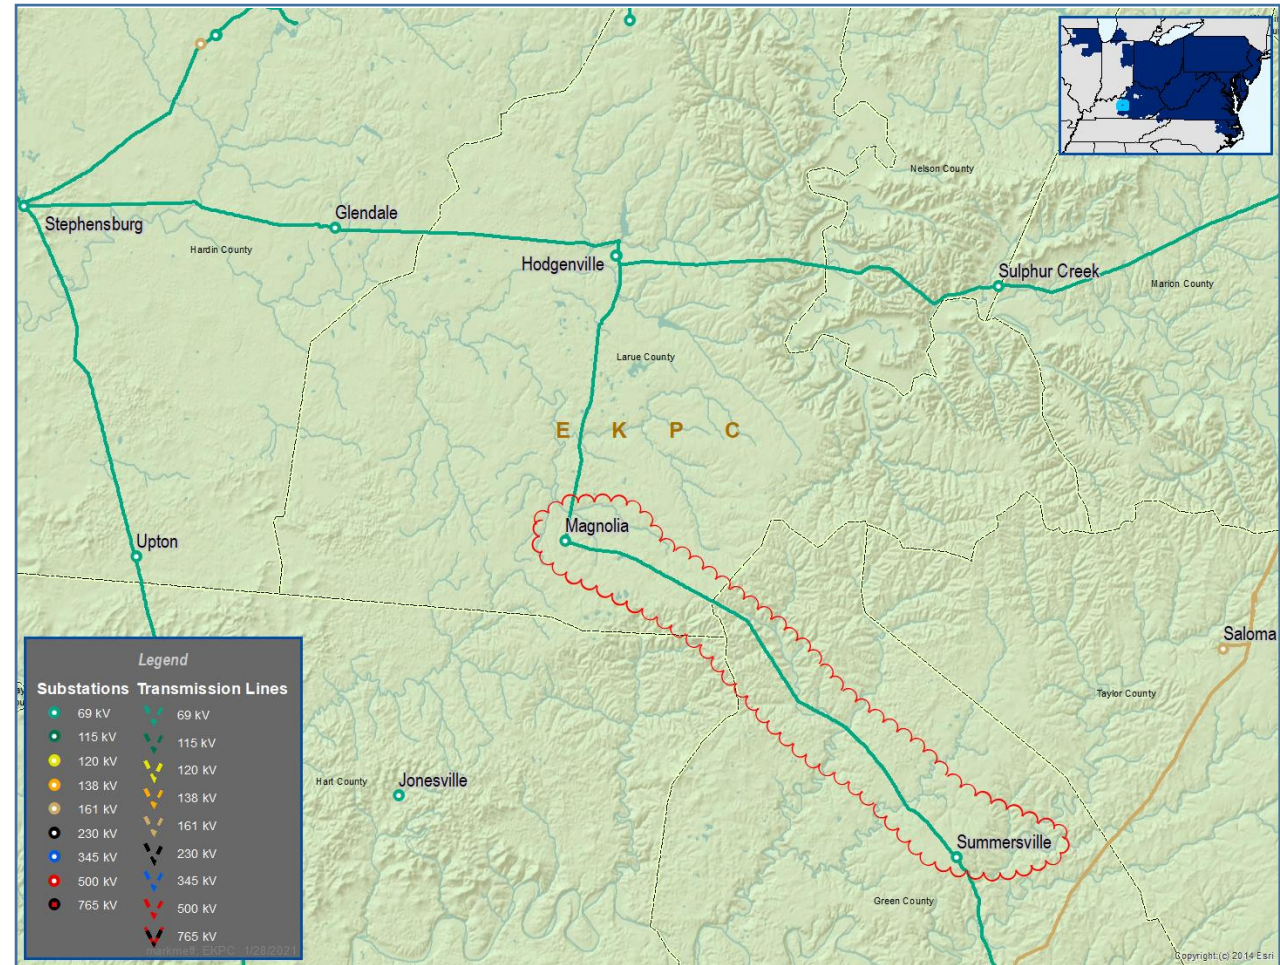 Nelson County
Stephensburg
Glendale
Hardin County
Hodgenville
Sulphur Creek
Marion County
Larue County
E K P C
Magnolia
Upton
Saloma
Taylor County
Hart County
Jonesville
Summersville
Green County
Legend
Substations Transmission Lines
69 kV 69 kV
115 kV 115 kV
120 kV 120 kV
138 kV 138 kV
161 kV 161 kV
230 kV 230 kV
345 kV 345 kV
500 kV 500 kV
765 kV 765 kV
Copyright:(c) 2014 Esri